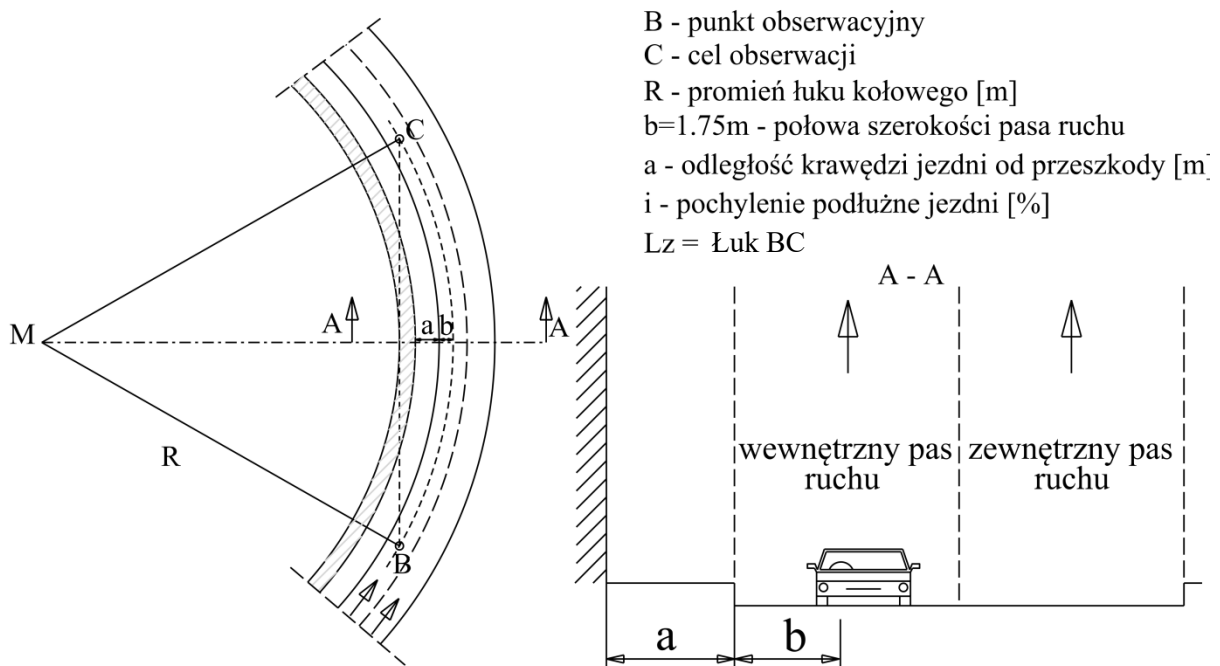 B - punkt obserwacyjny
C - cel obserwacji
R - promień łuku kołowego [m]
b=1.75m - połowa szerokości pasa ruchu
a - odległość krawędzi jezdni od przeszkody [m]
i - pochylenie podłużne jezdni [%]
Lz = Łuk BC
A - A
C
M
A
a
b
A
R
B
wewnętrzny pas
ruchu
zewnętrzny pas
ruchu
a
b